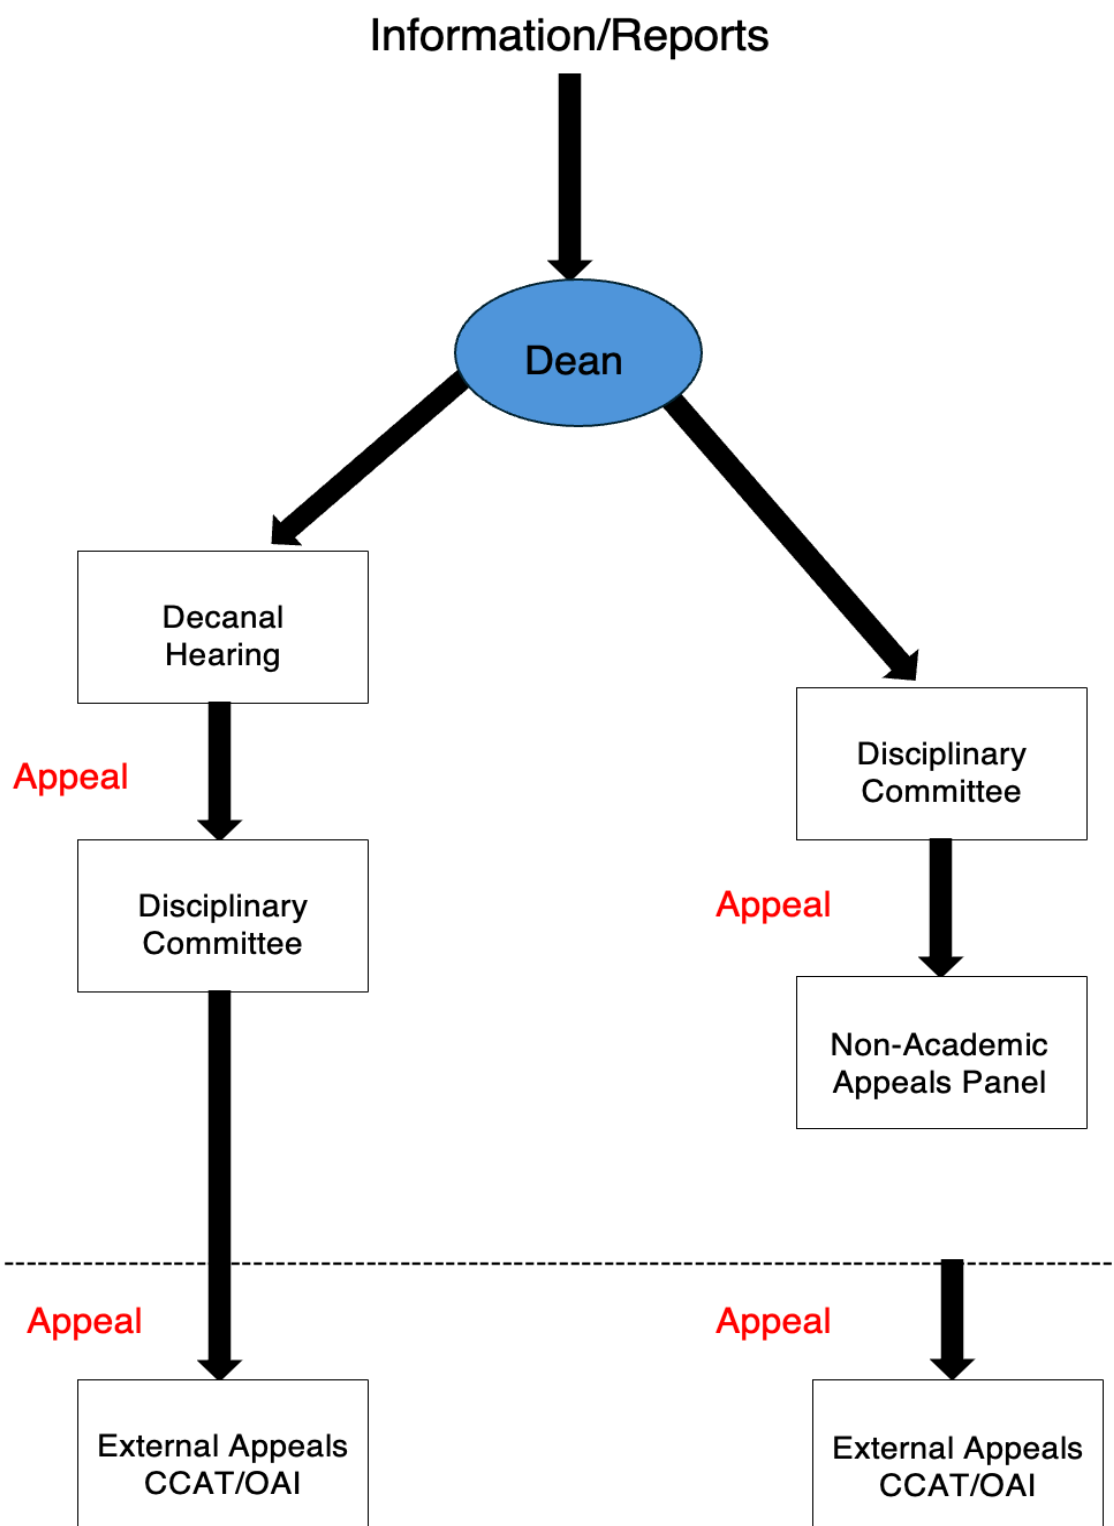 Information/Reports
Dean
Decanal
Hearing
Appeal
Disciplinary
Committee
Disciplinary
Committee
Appeal
Non-Academic
Appeals Panel
Appeal
Appeal
External Appeals
CCAT/OAI
External Appeals
CCAT/OAI